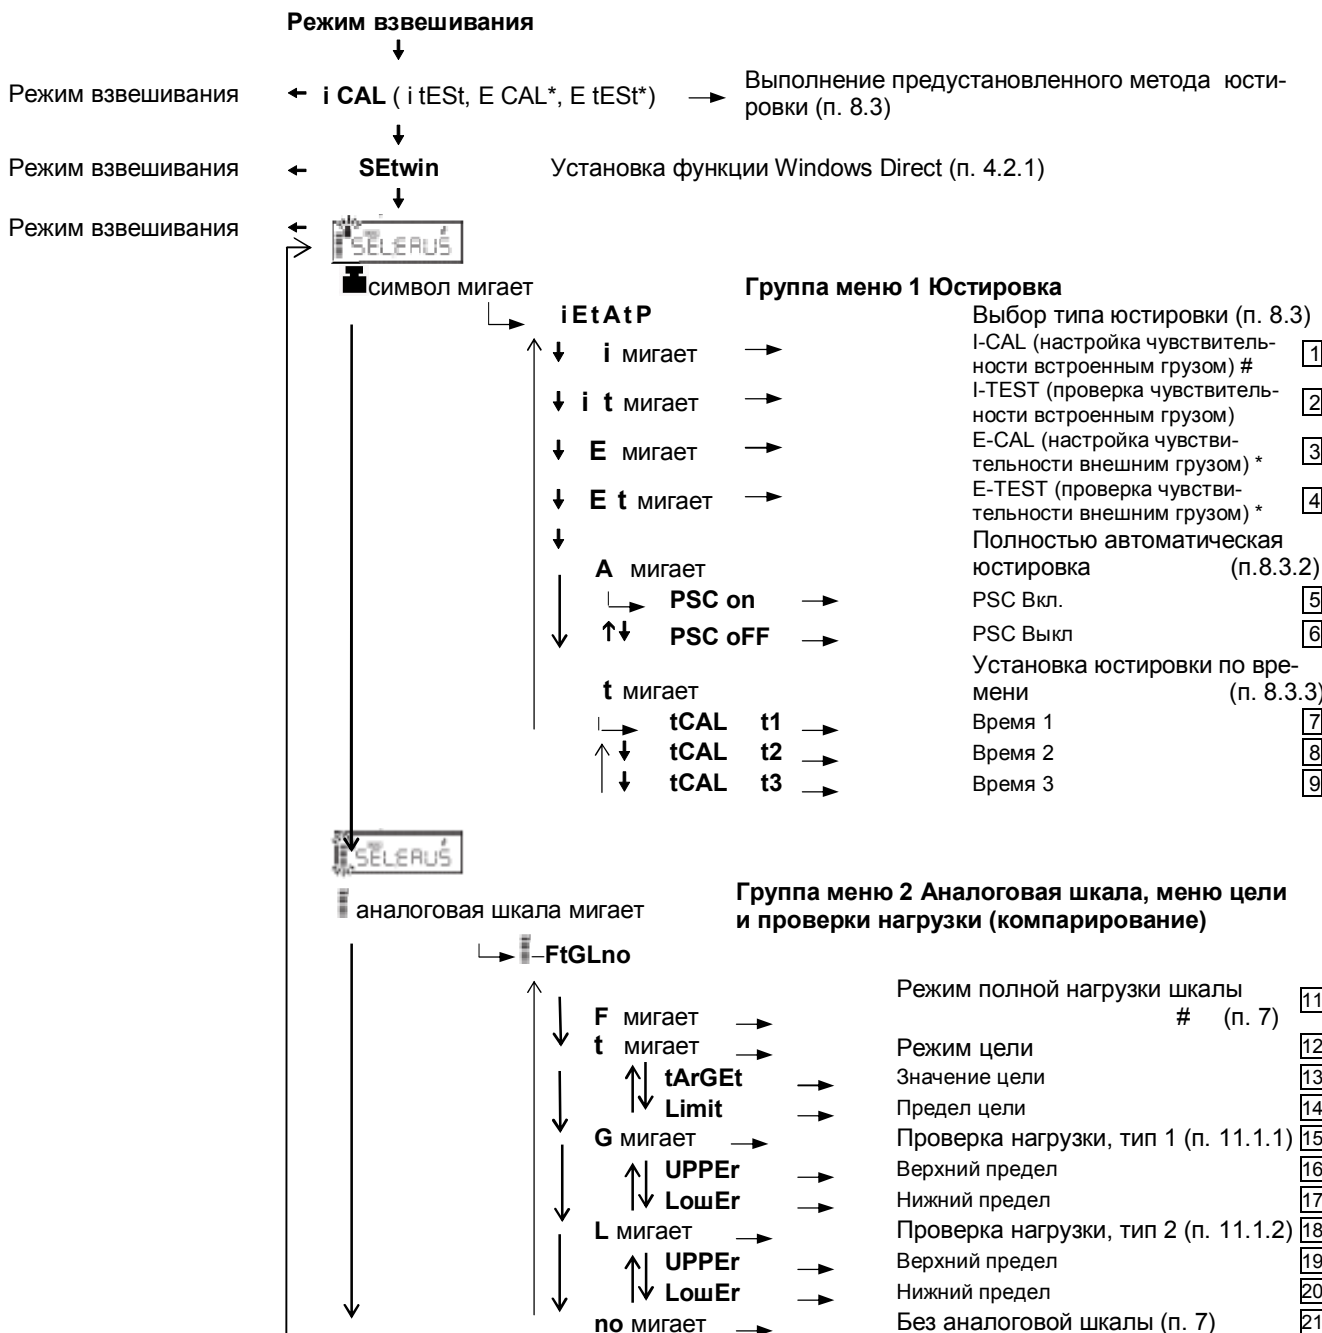 Режим взвешивания
Режим взвешивания i CAL ( i tESt, E CAL*, E tESt*) Выполнение предустановленного метода юсти-
ровки (п. 8.3)
Режим взвешивания SEtwin Установка функции Windows Direct (п. 4.2.1)
Режим взвешивания
символ мигает Группа меню 1 Юстировка
iEtAtP Выбор типа юстировки (п. 8.3)
i мигает I-CAL (настройка чувствитель-
ности встроенным грузом) # 1
i t мигает I-TEST (проверка чувствитель-
ности встроенным грузом) 2
E мигает E-CAL (настройка чувстви-
тельности внешним грузом) * 3
E t мигает E-TEST (проверка чувстви-
тельности внешним грузом) * 4
Полностью автоматическая
A мигает юстировка (п.8.3.2)
PSC on PSC Вкл. 5
PSC oFF PSC Выкл 6
Установка юстировки по вре-
t мигает мени (п. 8.3.3)
tCAL t1 Время 1 7
tCAL t2 Время 2 8
tCAL t3 Время 3 9
Группа меню 2 Аналоговая шкала, меню цели
аналоговая шкала мигает и проверки нагрузки (компарирование)
–FtGLno
Режим полной нагрузки шкалы 11
F мигает # (п. 7)
t мигает Режим цели 12
tArGEt Значение цели 13
Limit Предел цели 14
G мигает Проверка нагрузки, тип 1 (п. 11.1.1) 15
UPPEr Верхний предел 16
LoшEr Нижний предел 17
L мигает Проверка нагрузки, тип 2 (п. 11.1.2) 18
UPPEr Верхний предел 19
LoшEr Нижний предел 20
no мигает Без аналоговой шкалы (п. 7) 21